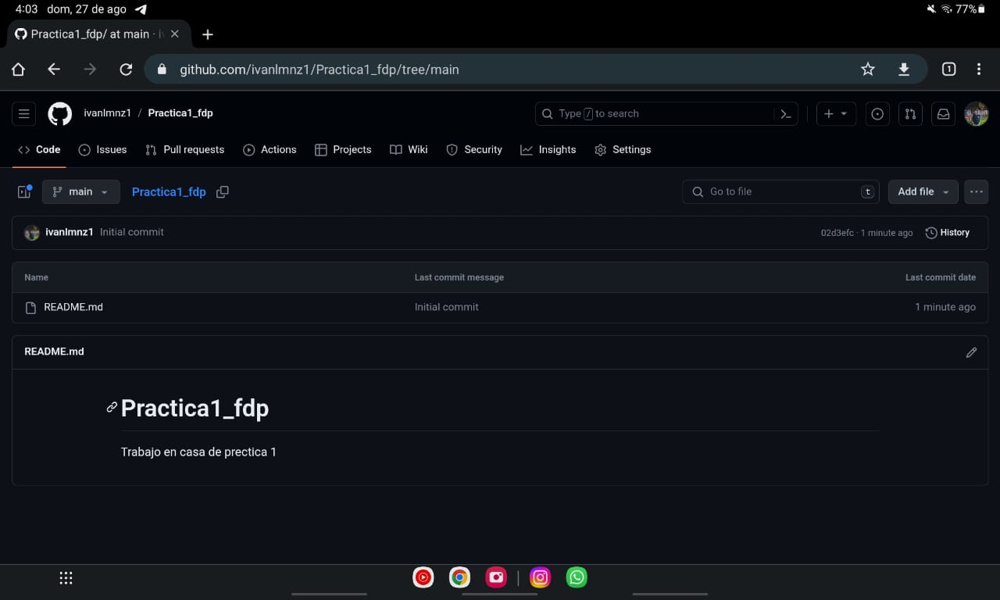 4:03 dom, 27 de ago 77%
Practica1_fdp/ at main ·
github.com/ivanlmnz1/Practica1_fdp/tree/main
ivanlmnz1 / Practica1_fdp Type / to search
Code Issues Pull requests Actions Projects Wiki Security Insights Settings
main Practica1_fdp Go to file t Add file
ivanlmnz1 Initial commit 02d3efc · 1 minute ago History
Name Last commit message Last commit date
README.md Initial commit 1 minute ago
README.md
Practica1_fdp
Trabajo en casa de prectica 1